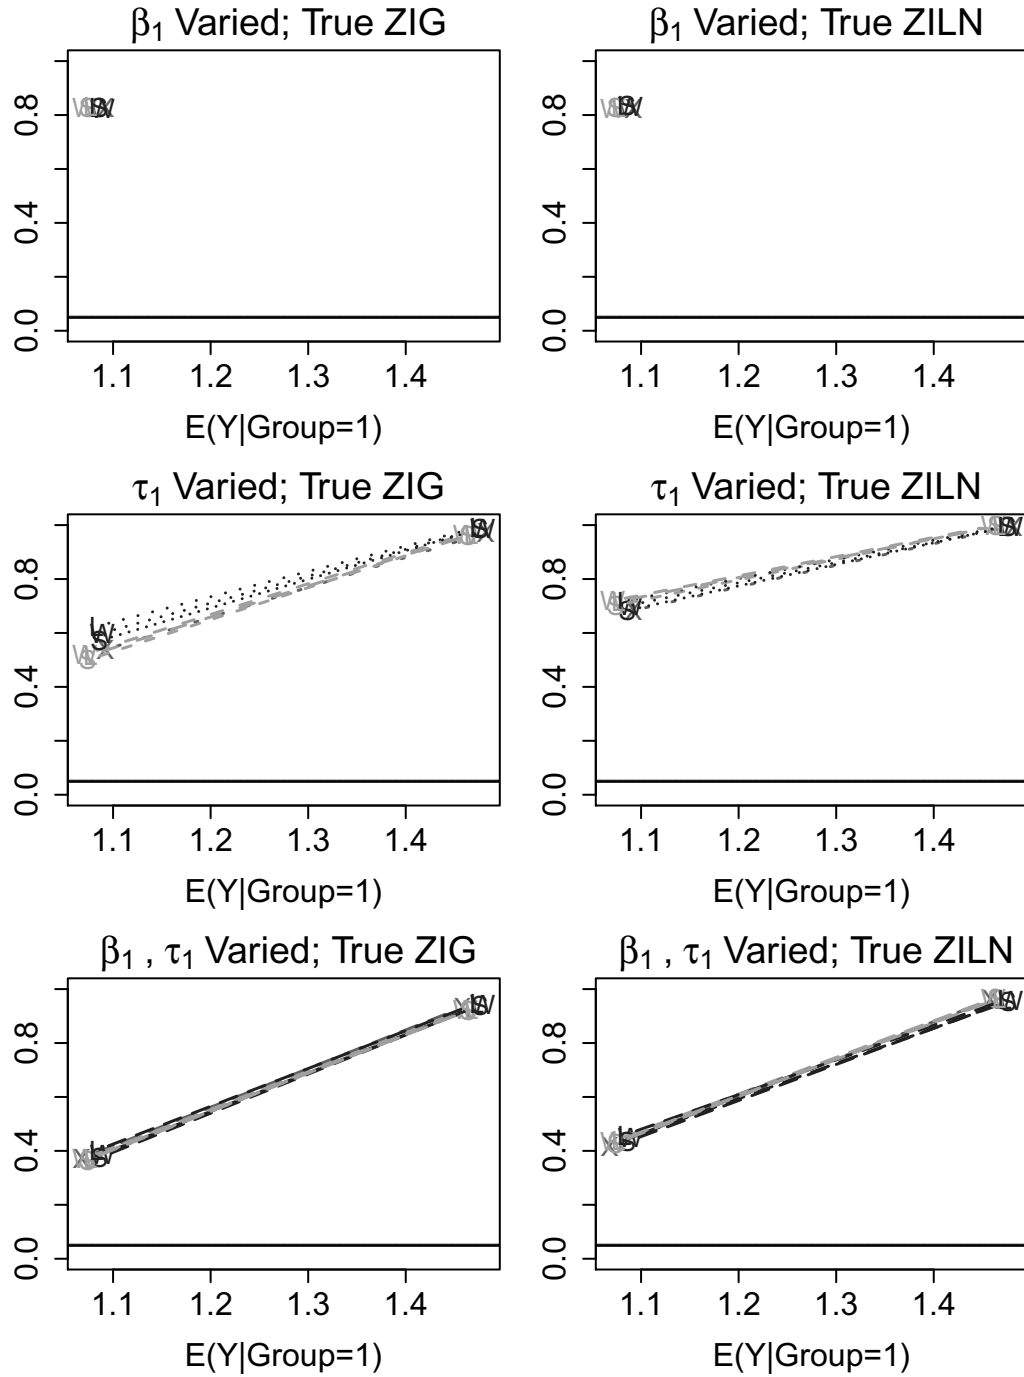 β1 Varied; True ZIG
β1 Varied; True ZILN
0.0 0.4 0.8
0.0 0.4 0.8
1.1 1.2 1.3 1.4
1.1 1.2 1.3 1.4
E(Y|Group=1)
E(Y|Group=1)
τ1 Varied; True ZIG
τ1 Varied; True ZILN
0.0 0.4 0.8
0.0 0.4 0.8
1.1 1.2 1.3 1.4
1.1 1.2 1.3 1.4
E(Y|Group=1)
E(Y|Group=1)
β1 , τ1 Varied; True ZIG
β1 , τ1 Varied; True ZILN
0.0 0.4 0.8
0.0 0.4 0.8
1.1 1.2 1.3 1.4
1.1 1.2 1.3 1.4
E(Y|Group=1)
E(Y|Group=1)